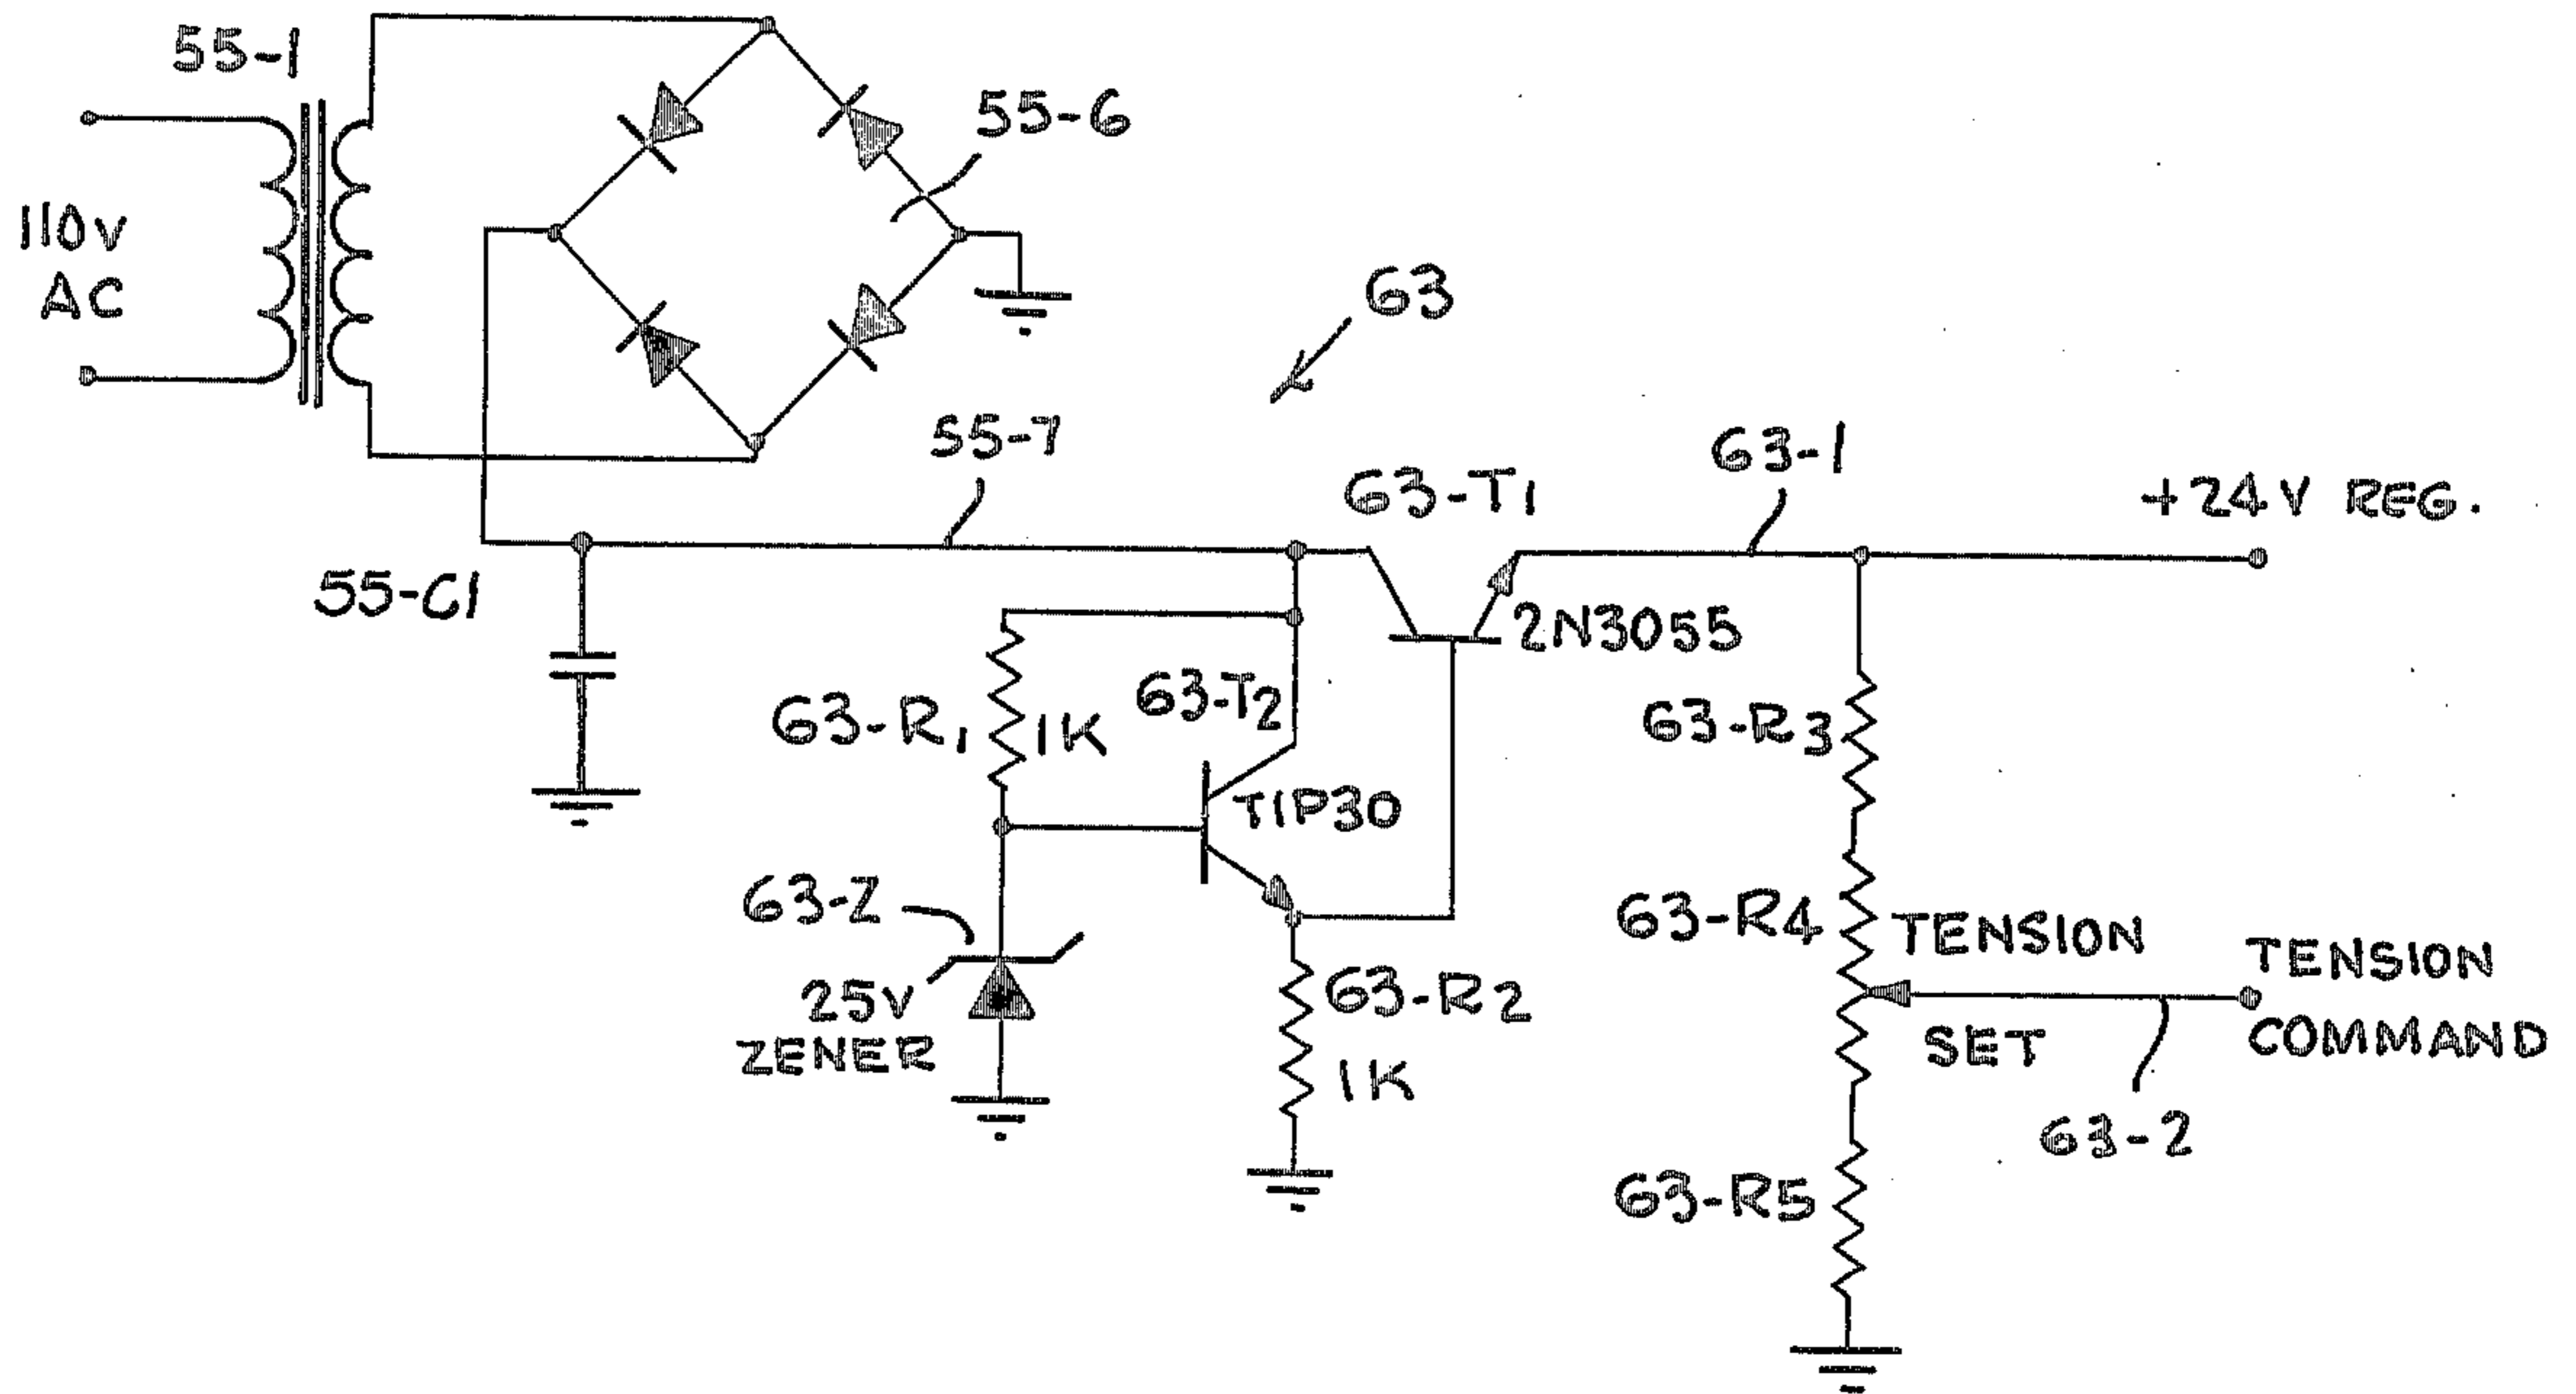 55-1
55-6
110V
AC
63
55-7
63-T1
63-1
+24V REG.
55-C1
2N3055
63-R1
1K
63-T2
63-R3
TIP30
63-Z
63-R4
TENSION
SET
TENSION
COMMAND
25V
ZENER
63-R2
1K
63-2
63-R5